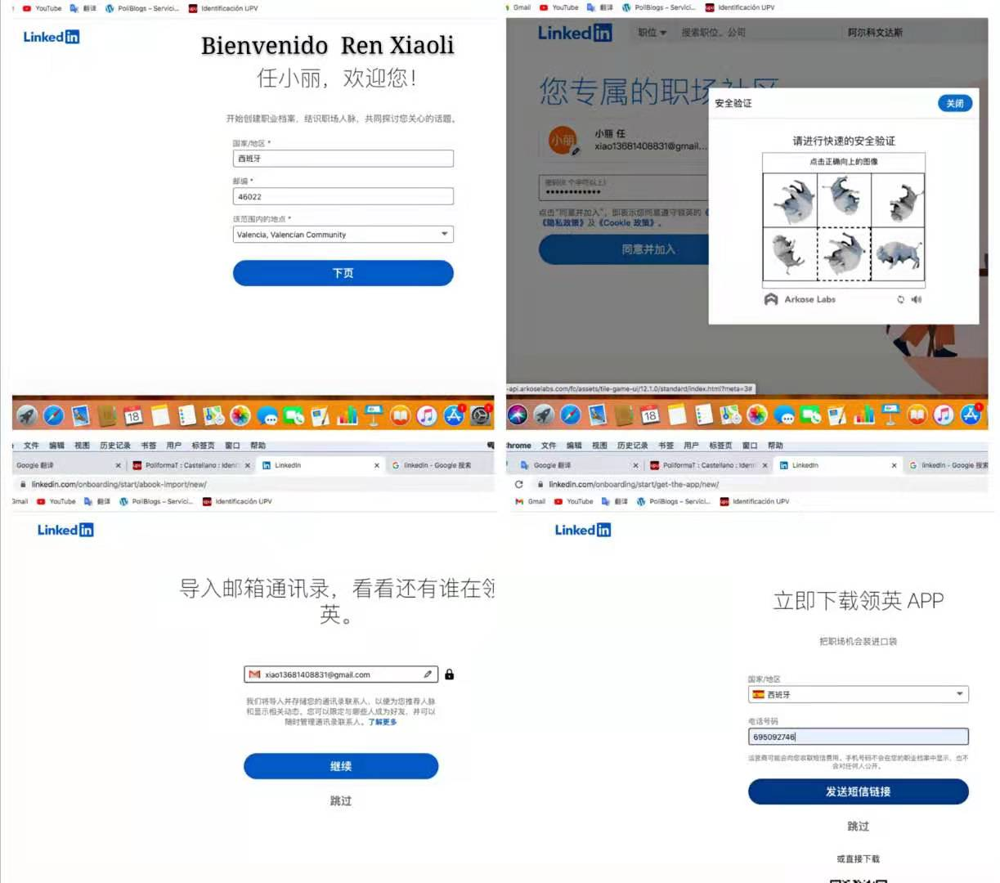 YouTube
翻译
PoliBlogs – Servici...
Identificación UPV
LinkedIn
Bienvenido Ren Xiaoli
任小丽，欢迎您！
开始创建职业档案，结识职场人脉，共同探讨您关心的话题。
国家/地区 *
西班牙
邮编 *
46022
该范围内的地点 *
Valencia, Valencian Community
下页
18
1
1
Gmail
YouTube
翻译
PoliBlogs – Servici...
Identificación UPV
LinkedIn
职位
搜索职位、公司
阿尔科文达斯
您专属的职场社区
小丽
小丽 任
xiao13681408831@gmail....
点击“同意并加入”，即表示您同意遵守领英的《
《隐私政策》及《Cookie 政策》。
同意并加入
安全验证
关闭
请进行快速的安全验证
点击正确向上的图像
Arkose Labs
-api.arkoselabs.com/fc/assets/tile-game-ui/12.1.0/standard/index.html?meta=3#
18
1
文件 编辑 视图 历史记录 书签 用户 标签页 窗口 帮助
Google 翻译
PoliformaT : Castellano : Identi
LinkedIn
linkedin - Google 搜索
linkedin.com/onboarding/start/abook-import/new/
Gmail
YouTube
翻译
PoliBlogs – Servici...
Identificación UPV
LinkedIn
导入邮箱通讯录，看看还有谁在领
英。
xiao13681408831@gmail.com
我们将导入并存储您的通讯录联系人，以便为您推荐人脉
和显示相关动态。您可以限定与哪些人成为好友，并可以
随时管理通讯录联系人。了解更多
继续
跳过
Chrome 文件 编辑 视图 历史记录 书签 用户 标签页 窗口 帮助
Google 翻译
PoliformaT : Castellano : Identi
LinkedIn
linkedin - Google 搜索
linkedin.com/onboarding/start/get-the-app/new/
Gmail
YouTube
翻译
PoliBlogs – Servici...
Identificación UPV
LinkedIn
立即下载领英 APP
把职场机会装进口袋
国家/地区
西班牙
电话号码
695092746
运营商可能会向您收取短信费用。手机号码不会在您的职业档案中显示，也不
会对任何人公开。
发送短信链接
跳过
或直接下载